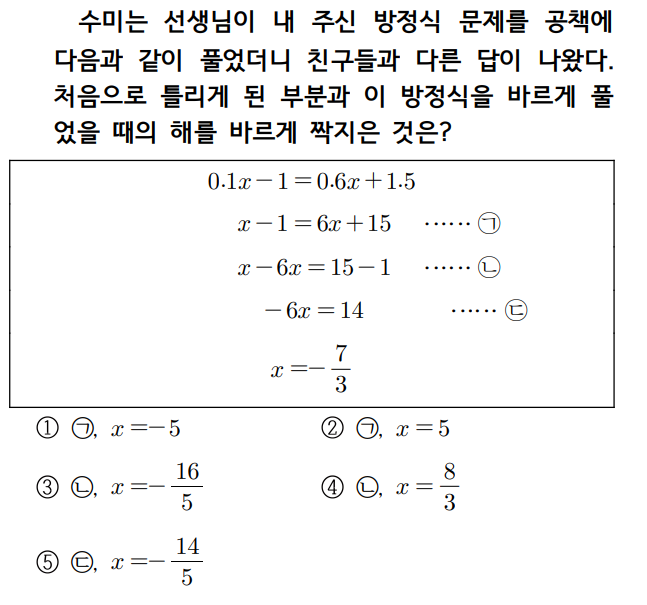 수미는 선생님이 내 주신 방정식 문제를 공책에
다음과 같이 풀었더니 친구들과 다른 답이 나왔다.
처음으로 틀리게 된 부분과 이 방정식을 바르게 풀
었을 때의 해를 바르게 짝지은 것은?
0.1x−1=0.6x+1.5
x−1=6x+15 ⋯⋯ ㉠
x−6x=15−1 ⋯⋯ ㉡
−6x=14 ⋯⋯ ㉢
x=−7/3
① ㉠, x=−5 ② ㉠, x=5
③ ㉡, x=−16/5 ④ ㉡, x=8/3
⑤ ㉢, x=−14/5